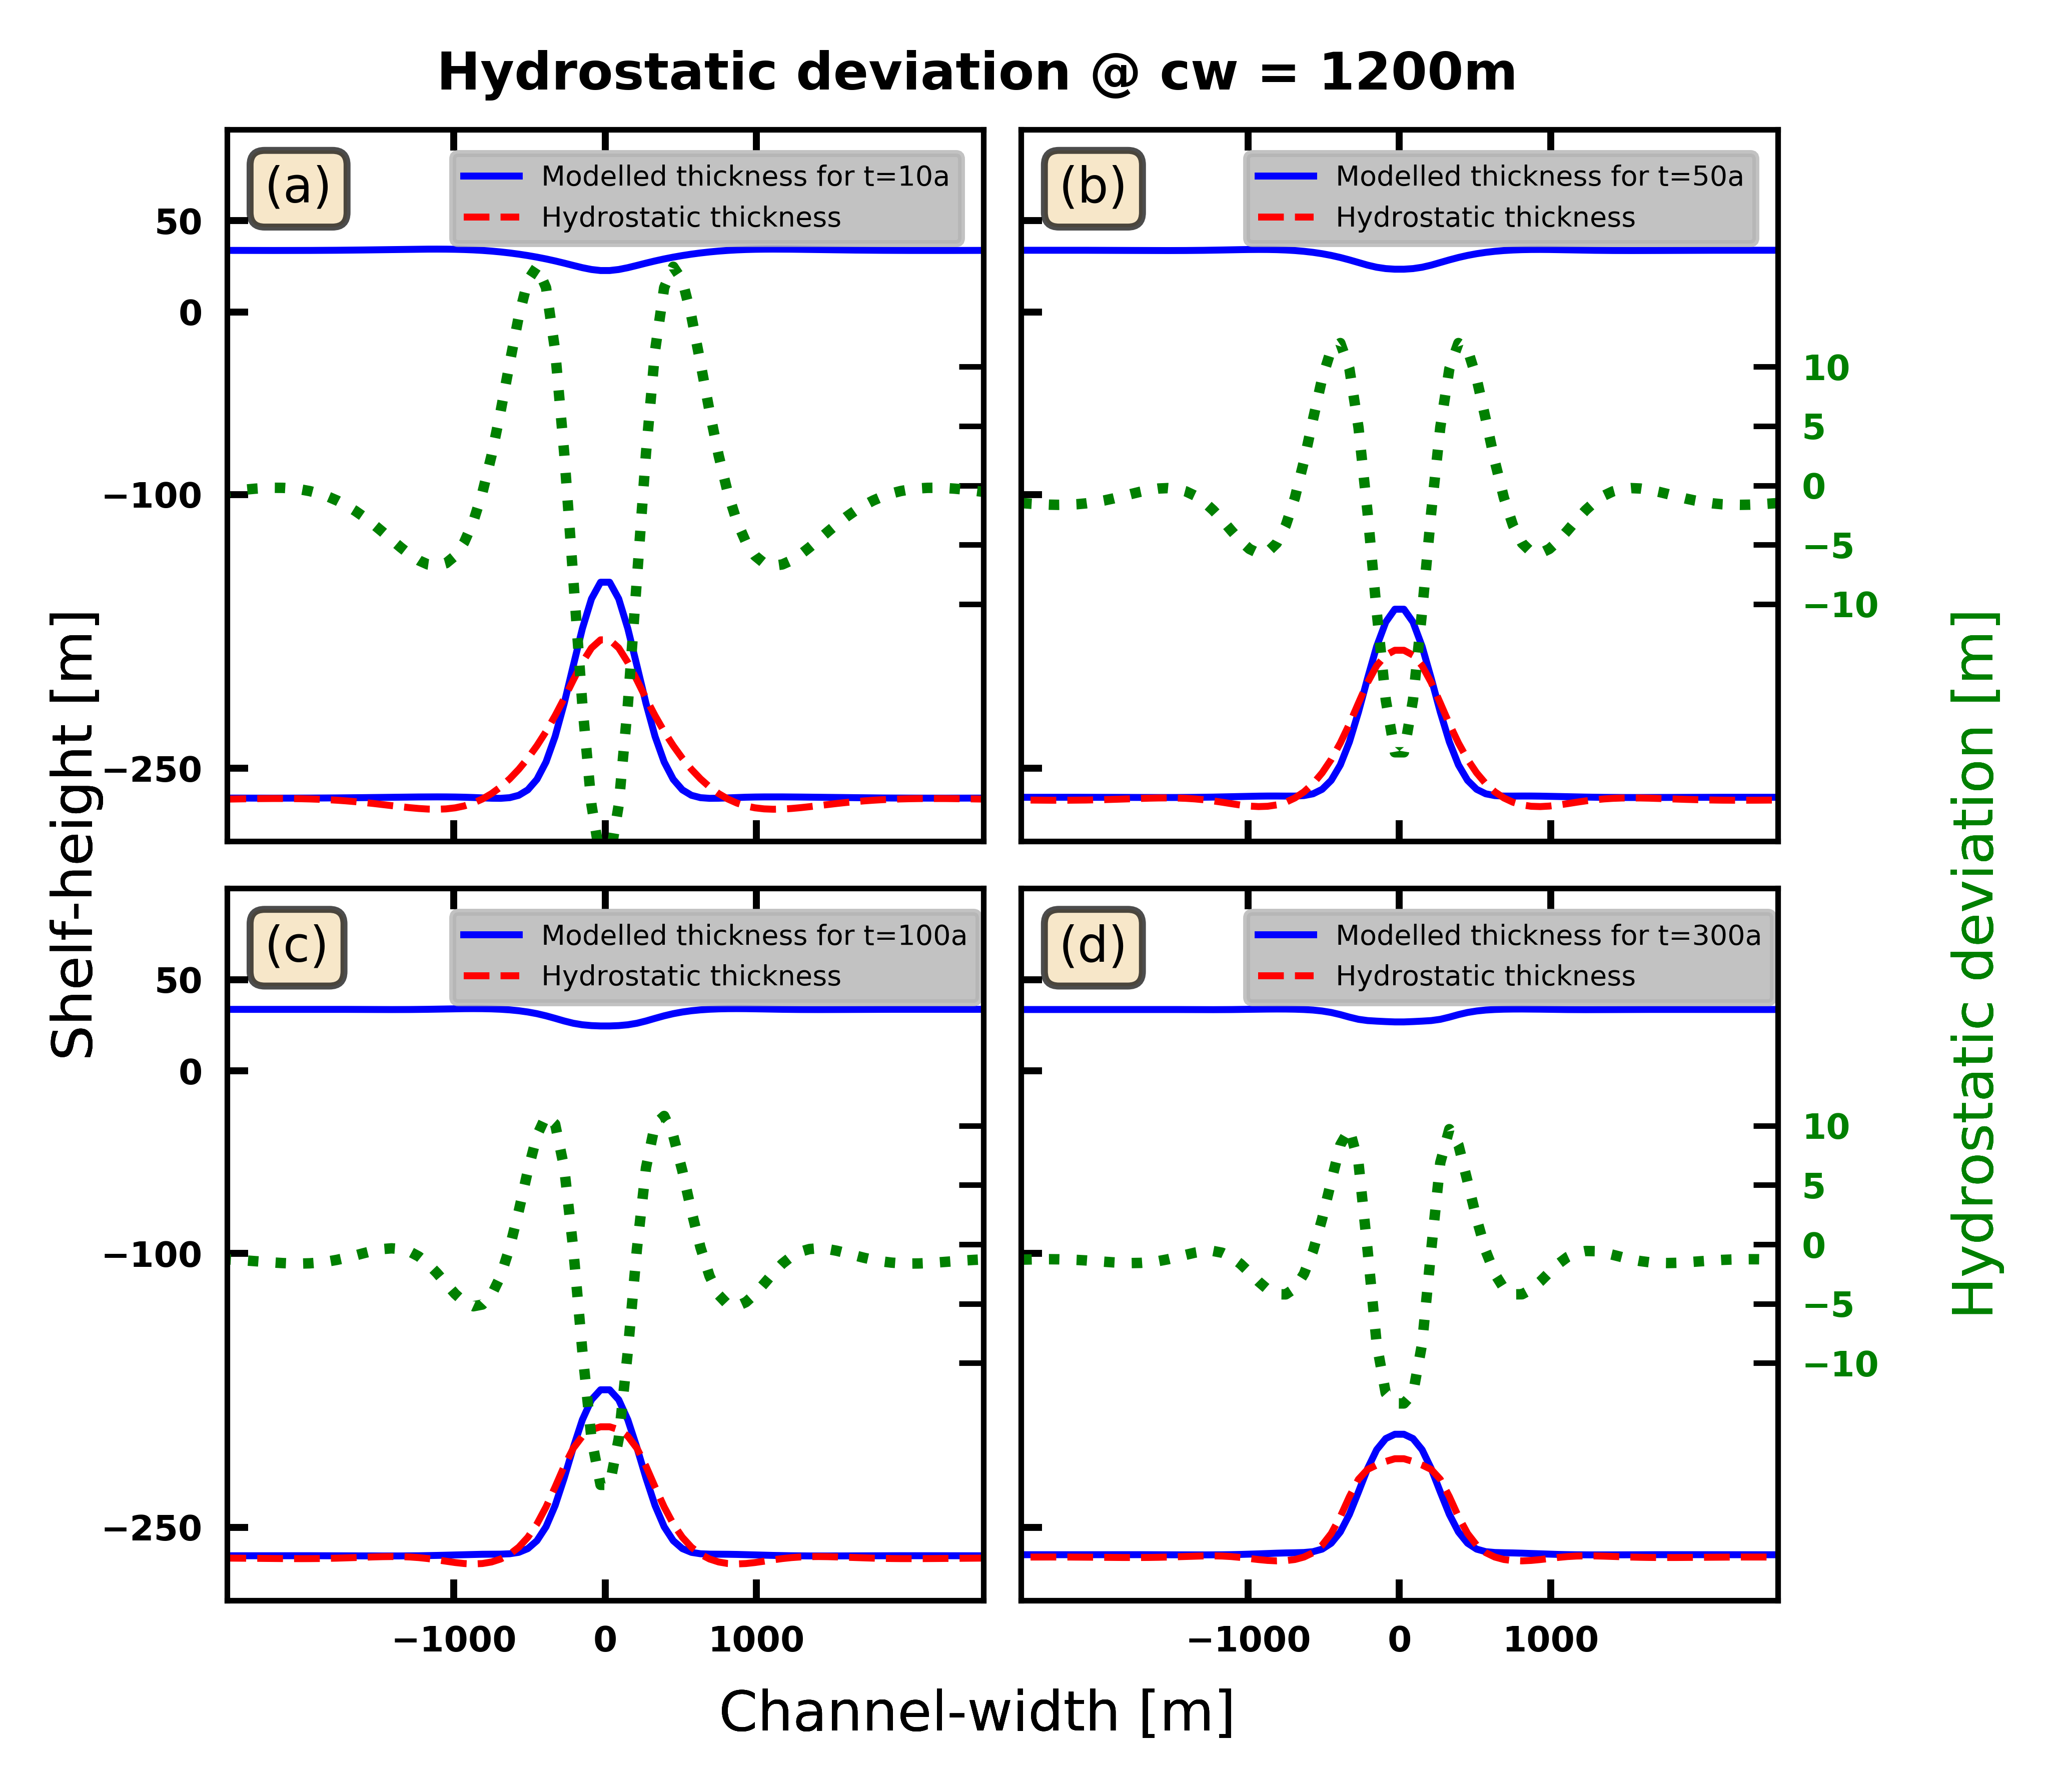 Hydrostatic deviation @ cw = 1200m
(a)
Modelled thickness for t=10a
Hydrostatic thickness
50
0
−100
−250
(b)
Modelled thickness for t=50a
Hydrostatic thickness
10
5
0
−5
−10
Shelf-height [m]
Hydrostatic deviation [m]
(c)
Modelled thickness for t=100a
Hydrostatic thickness
50
0
−100
−250
−1000 0 1000
(d)
Modelled thickness for t=300a
Hydrostatic thickness
10
5
0
−5
−10
−1000 0 1000
Channel-width [m]